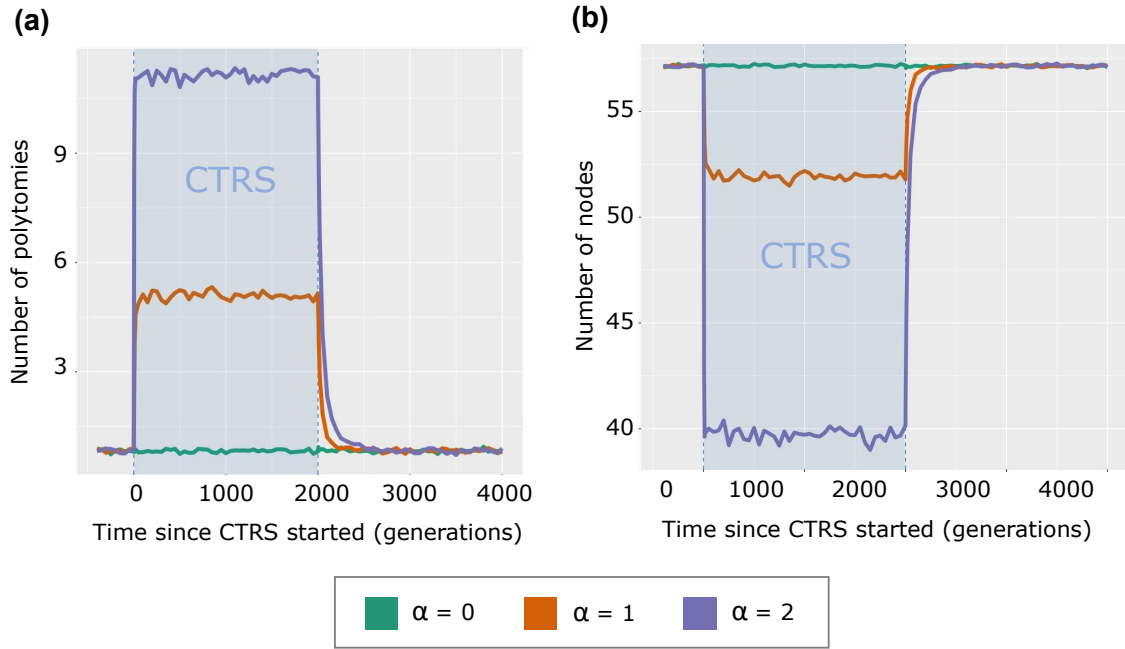 (a)
Number of polytomies
9
6
3
CTRS
0 1000 2000 3000 4000
Time since CTRS started (generations)
(b)
Number of nodes
55
50
45
40
CTRS
0 1000 2000 3000 4000
Time since CTRS started (generations)
α = 0 α = 1 α = 2